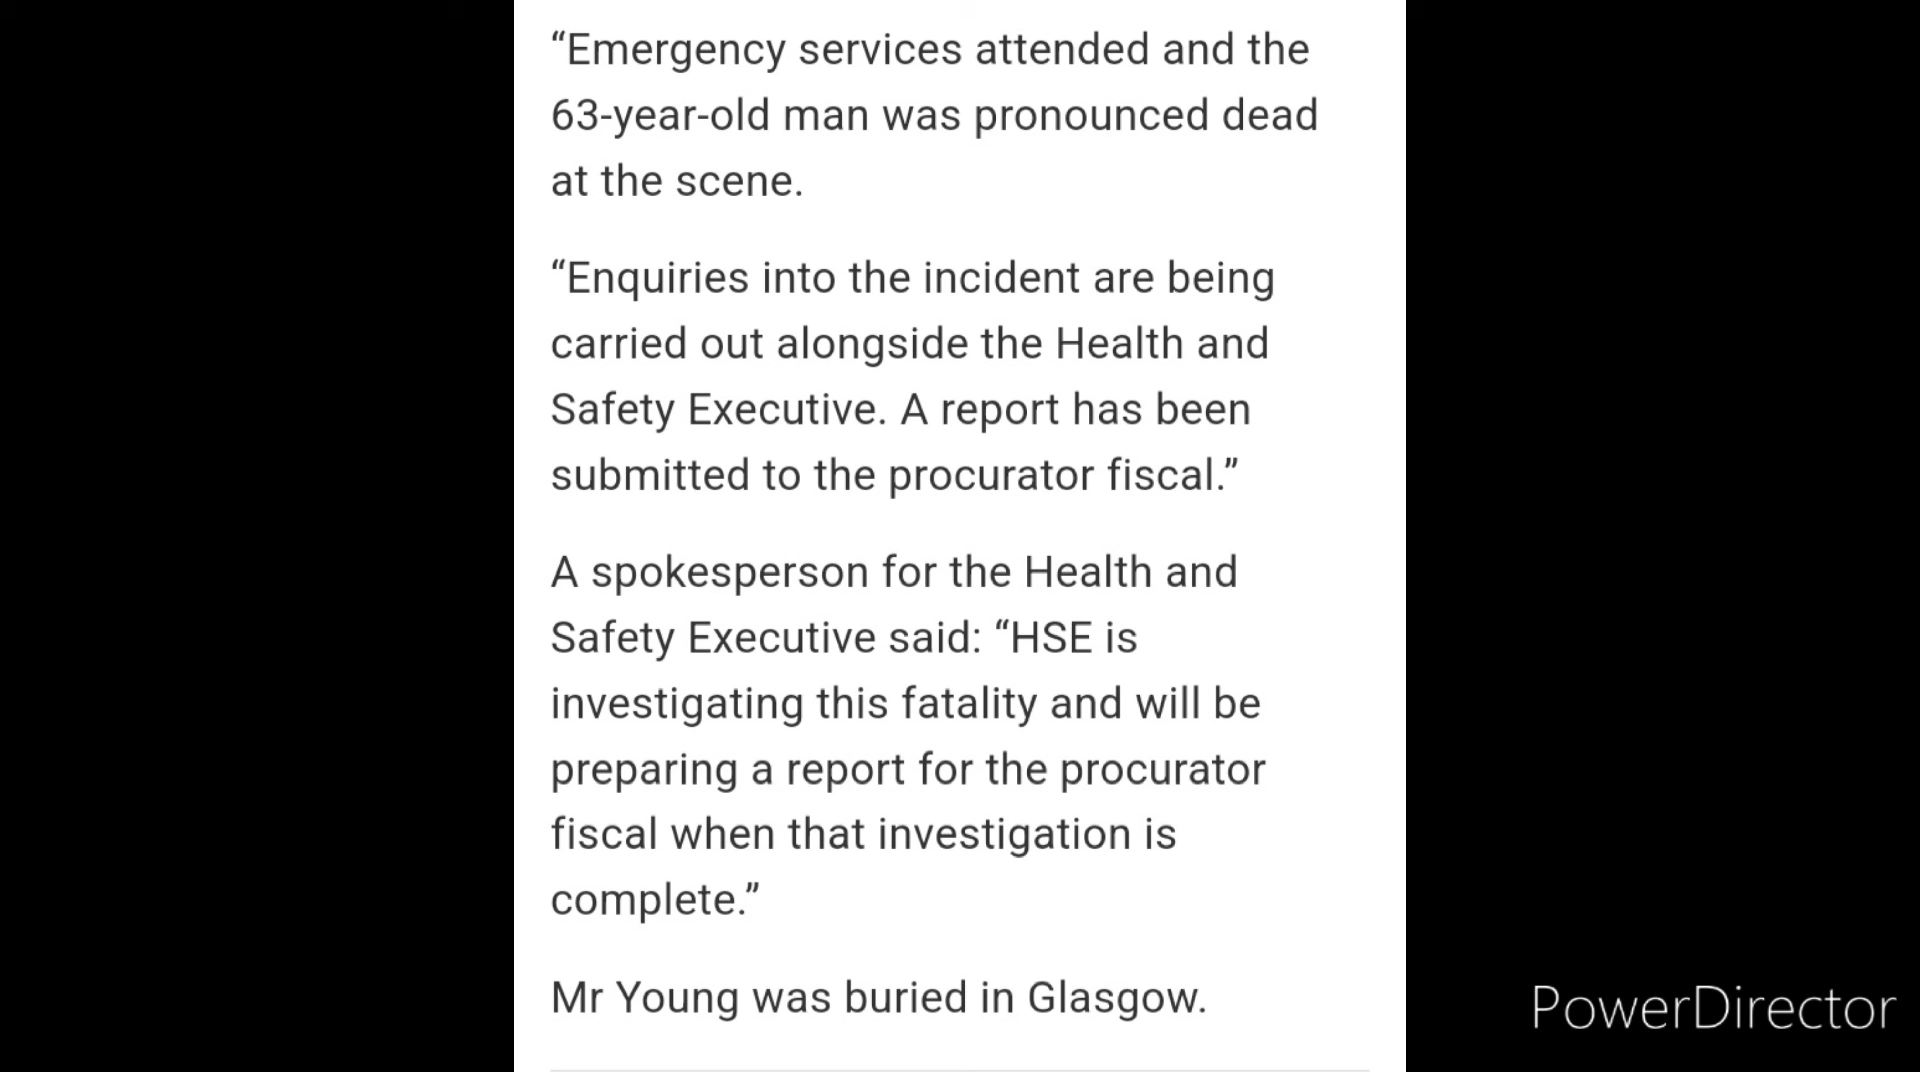 “Emergency services attended and the
63-year-old man was pronounced dead
at the scene.
“Enquiries into the incident are being
carried out alongside the Health and
Safety Executive. A report has been
submitted to the procurator fiscal.”
A spokesperson for the Health and
Safety Executive said: “HSE is
investigating this fatality and will be
preparing a report for the procurator
fiscal when that investigation is
complete.”
Mr Young was buried in Glasgow.
PowerDirector